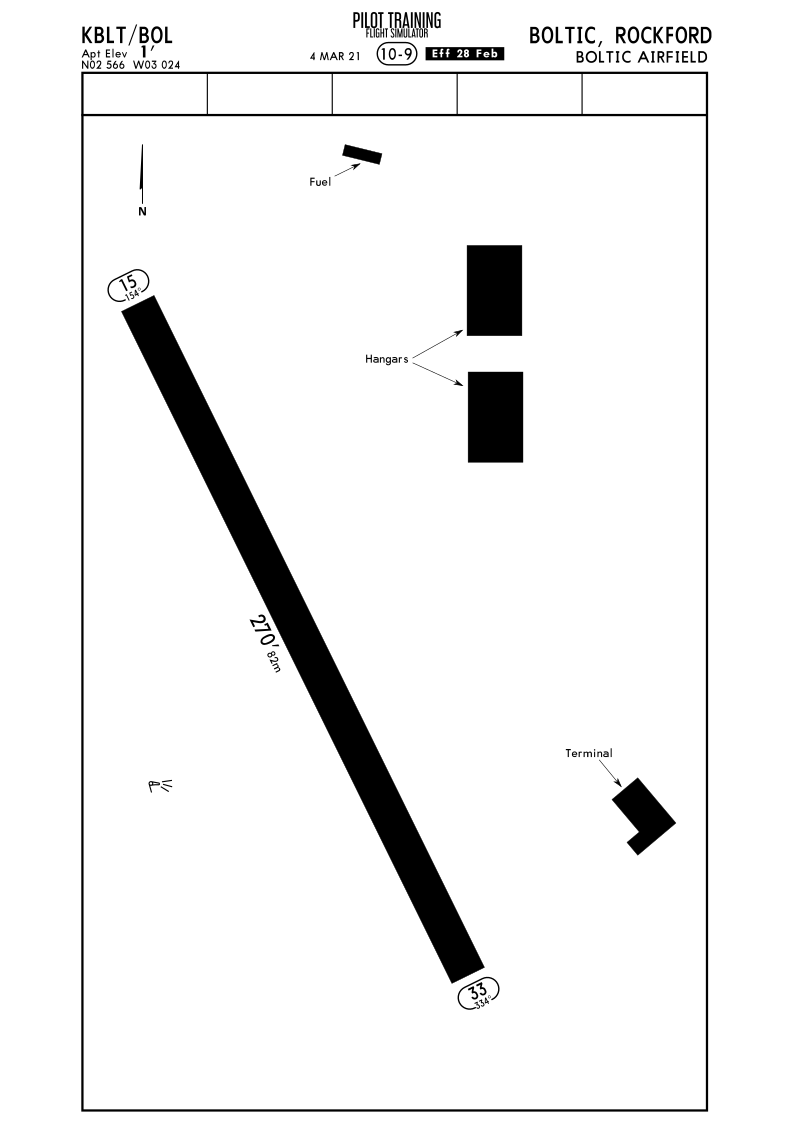 PILOT TRAINING
FLIGHT SIMULATOR
KBLT/BOL
Apt Elev 1'
N02 566 W03 024
4 MAR 21
10-9
Eff 28 Feb
BOLTIC, ROCKFORD
BOLTIC AIRFIELD
Fuel
N
15
154°
Hangars
270'
82m
Terminal
33
334°